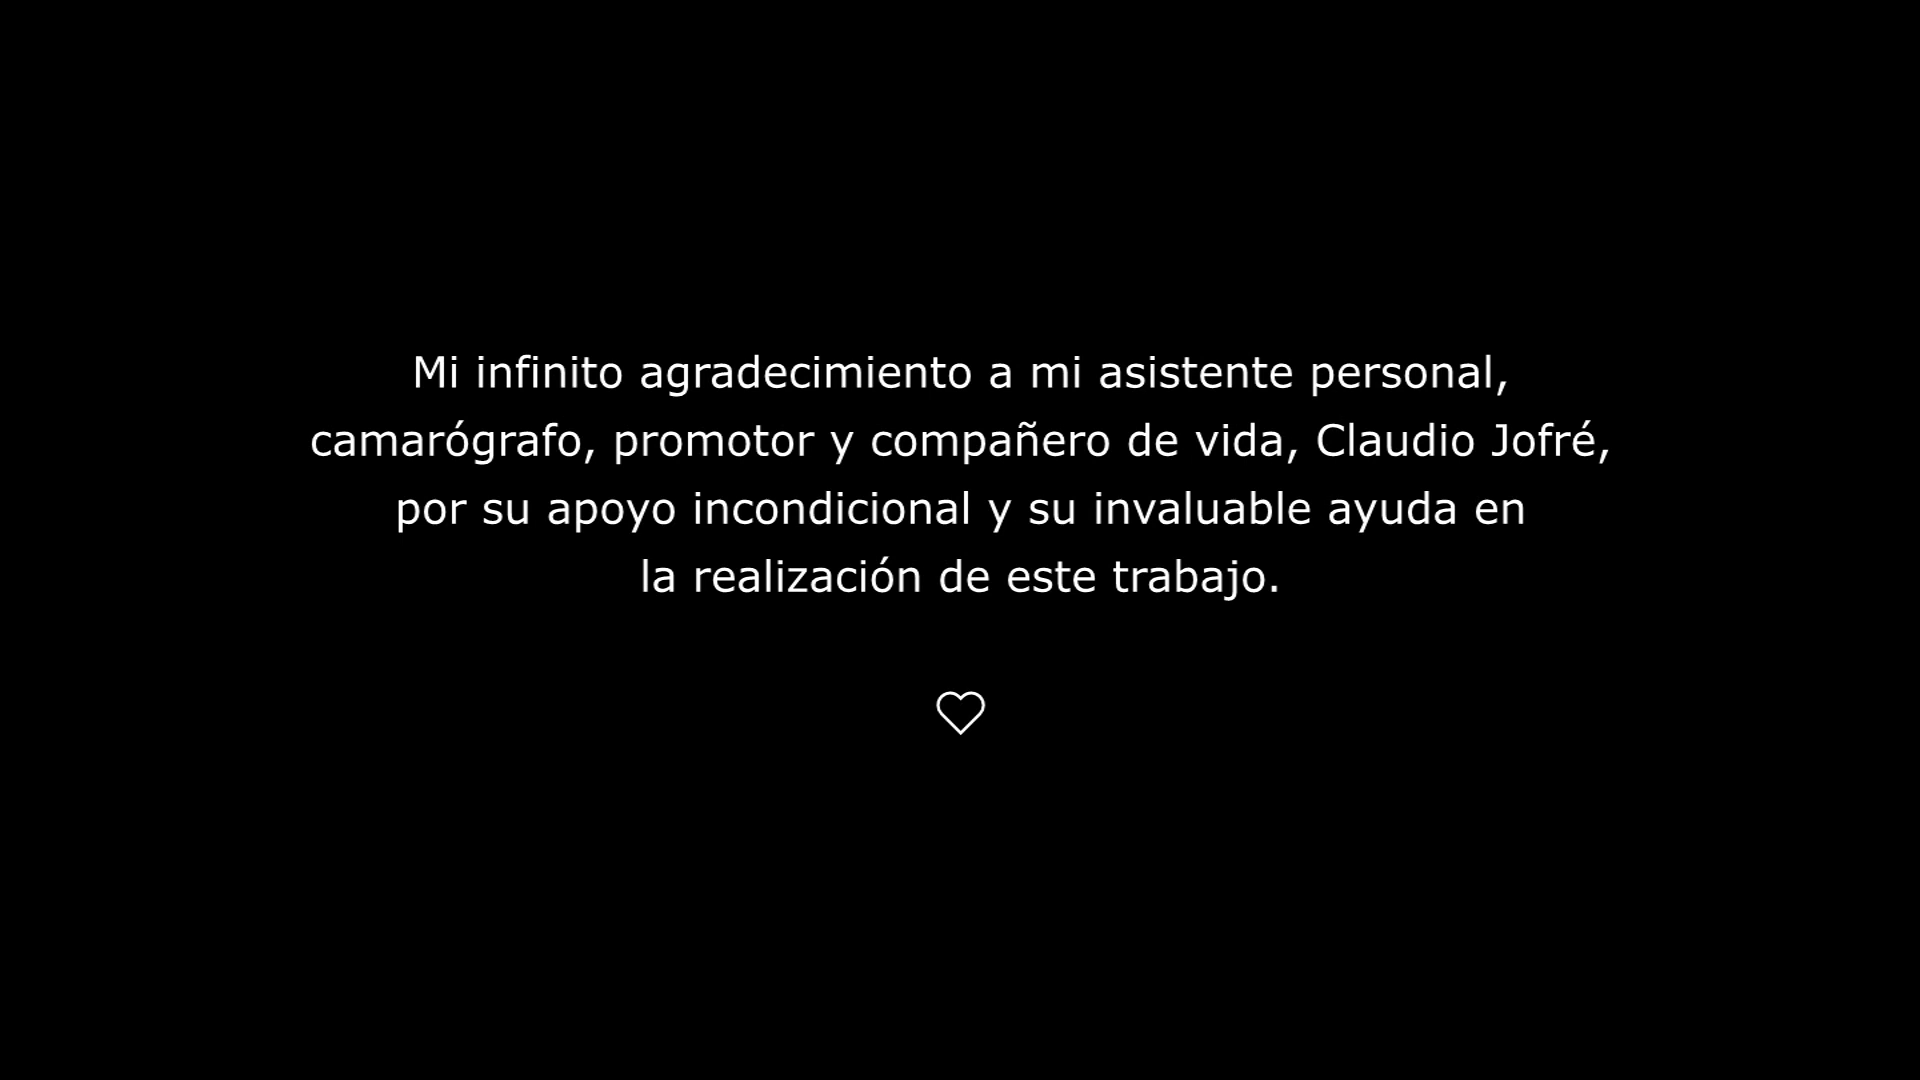 Mi infinito agradecimiento a mi asistente personal,
camarógrafo, promotor y compañero de vida, Claudio Jofré,
por su apoyo incondicional y su invaluable ayuda en
la realización de este trabajo.